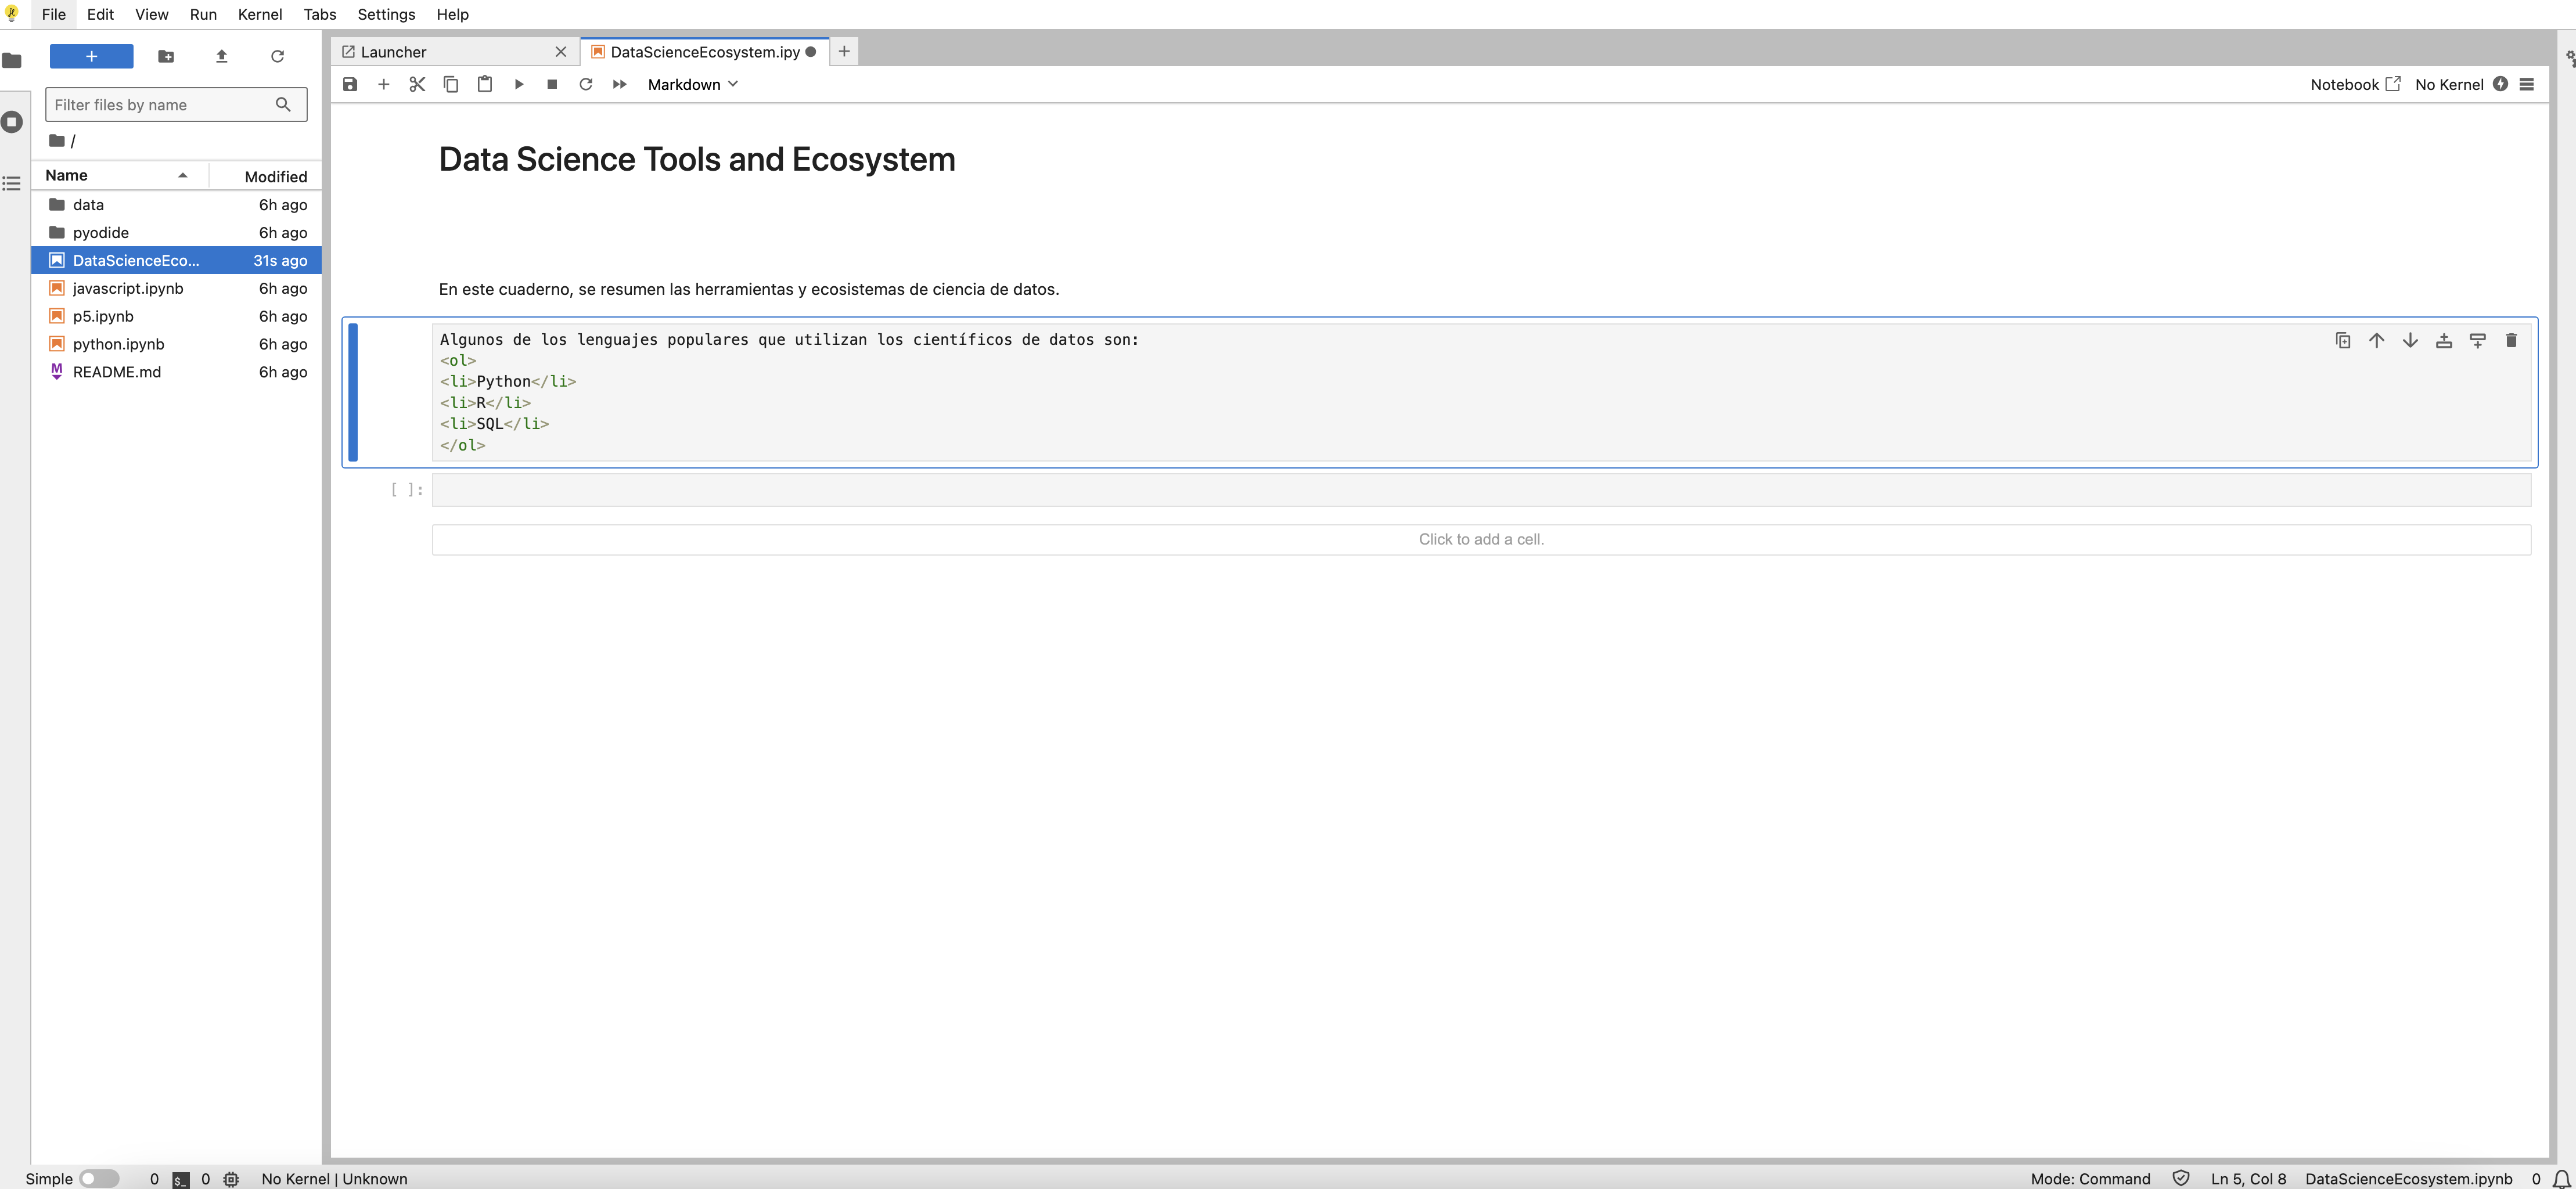 File Edit View Run Kernel Tabs Settings Help
+
Filter files by name
/
Name Modified
data 6h ago
pyodide 6h ago
DataScienceEco... 31s ago
javascript.ipynb 6h ago
p5.ipynb 6h ago
python.ipynb 6h ago
README.md 6h ago
Launcher DataScienceEcosystem.ipy +
Markdown Notebook No Kernel
Data Science Tools and Ecosystem
En este cuaderno, se resumen las herramientas y ecosistemas de ciencia de datos.
Algunos de los lenguajes populares que utilizan los científicos de datos son:
<ol>
<li>Python</li>
<li>R</li>
<li>SQL</li>
</ol>
[ ]:
Click to add a cell.
Simple 0 $_ 0 No Kernel | Unknown Mode: Command Ln 5, Col 8 DataScienceEcosystem.ipynb 0